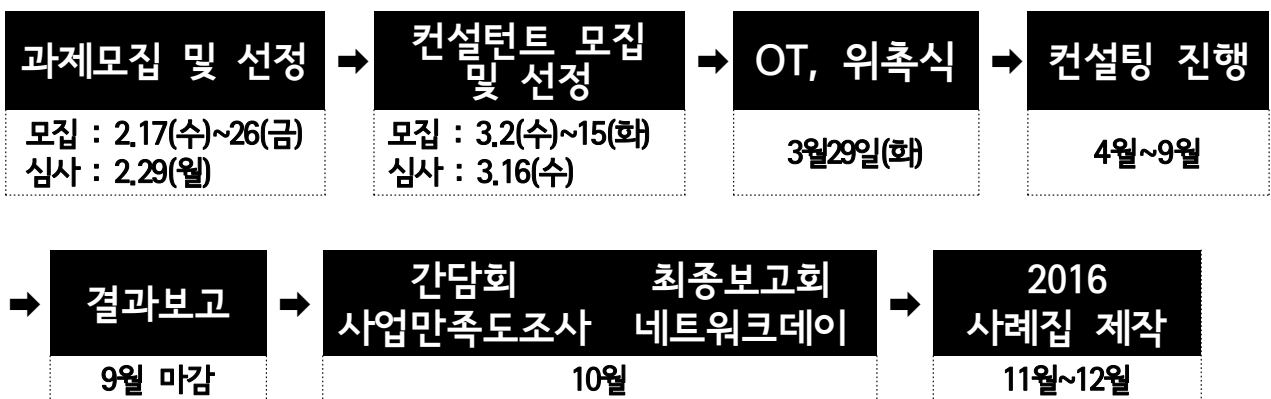 과제모집 및 선정
모집 : 2.17(수)~26(금)
심사 : 2.29(월)
➡
컨설턴트 모집
및 선정
모집 : 3.2(수)~15(화)
심사 : 3.16(수)
➡
OT, 위촉식
3월29일(화)
➡
컨설팅 진행
4월~9월
➡
결과보고
9월 마감
➡
간담회 최종보고회
사업만족도조사 네트워크데이
10월
➡
2016
사례집 제작
11월~12월